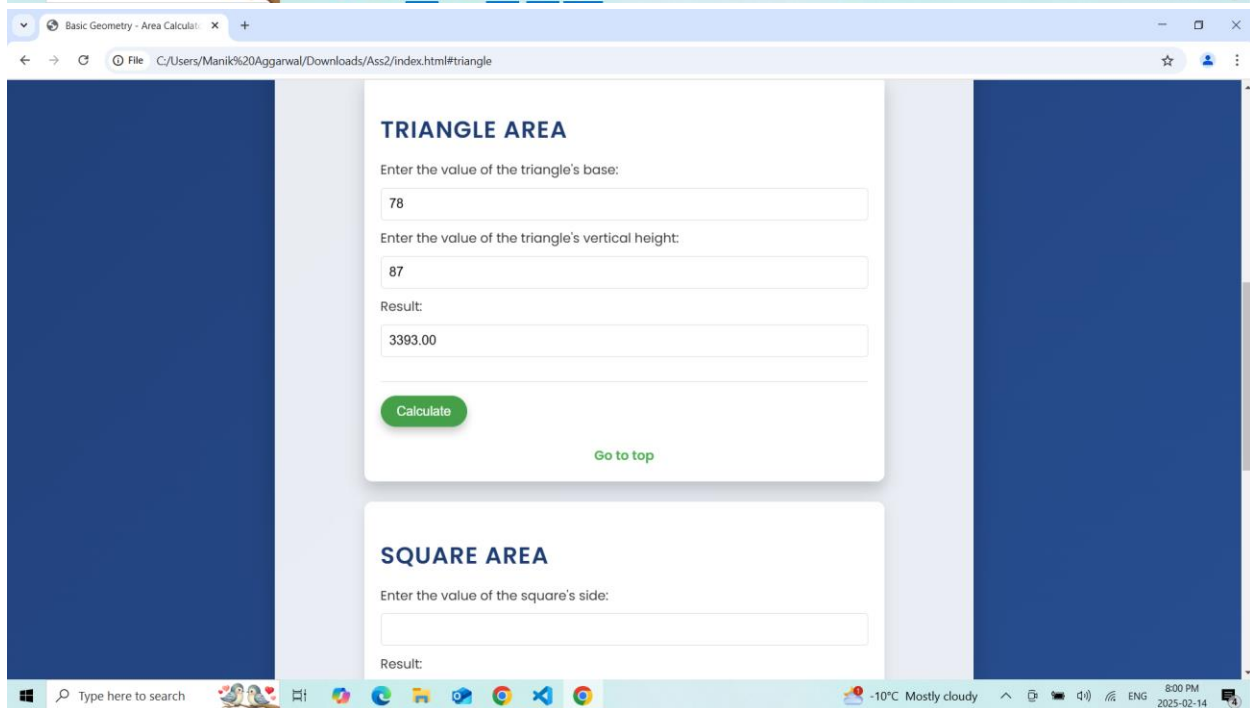 Basic Geometry - Area Calculat
File C:/Users/Manik%20Aggarwal/Downloads/Ass2/index.html#triangle
TRIANGLE AREA
Enter the value of the triangle's base:
78
Enter the value of the triangle's vertical height:
87
Result:
3393.00
Calculate
Go to top
SQUARE AREA
Enter the value of the square's side:
Result:
Type here to search
-10°C Mostly cloudy
ENG
8:00 PM
2025-02-14
4